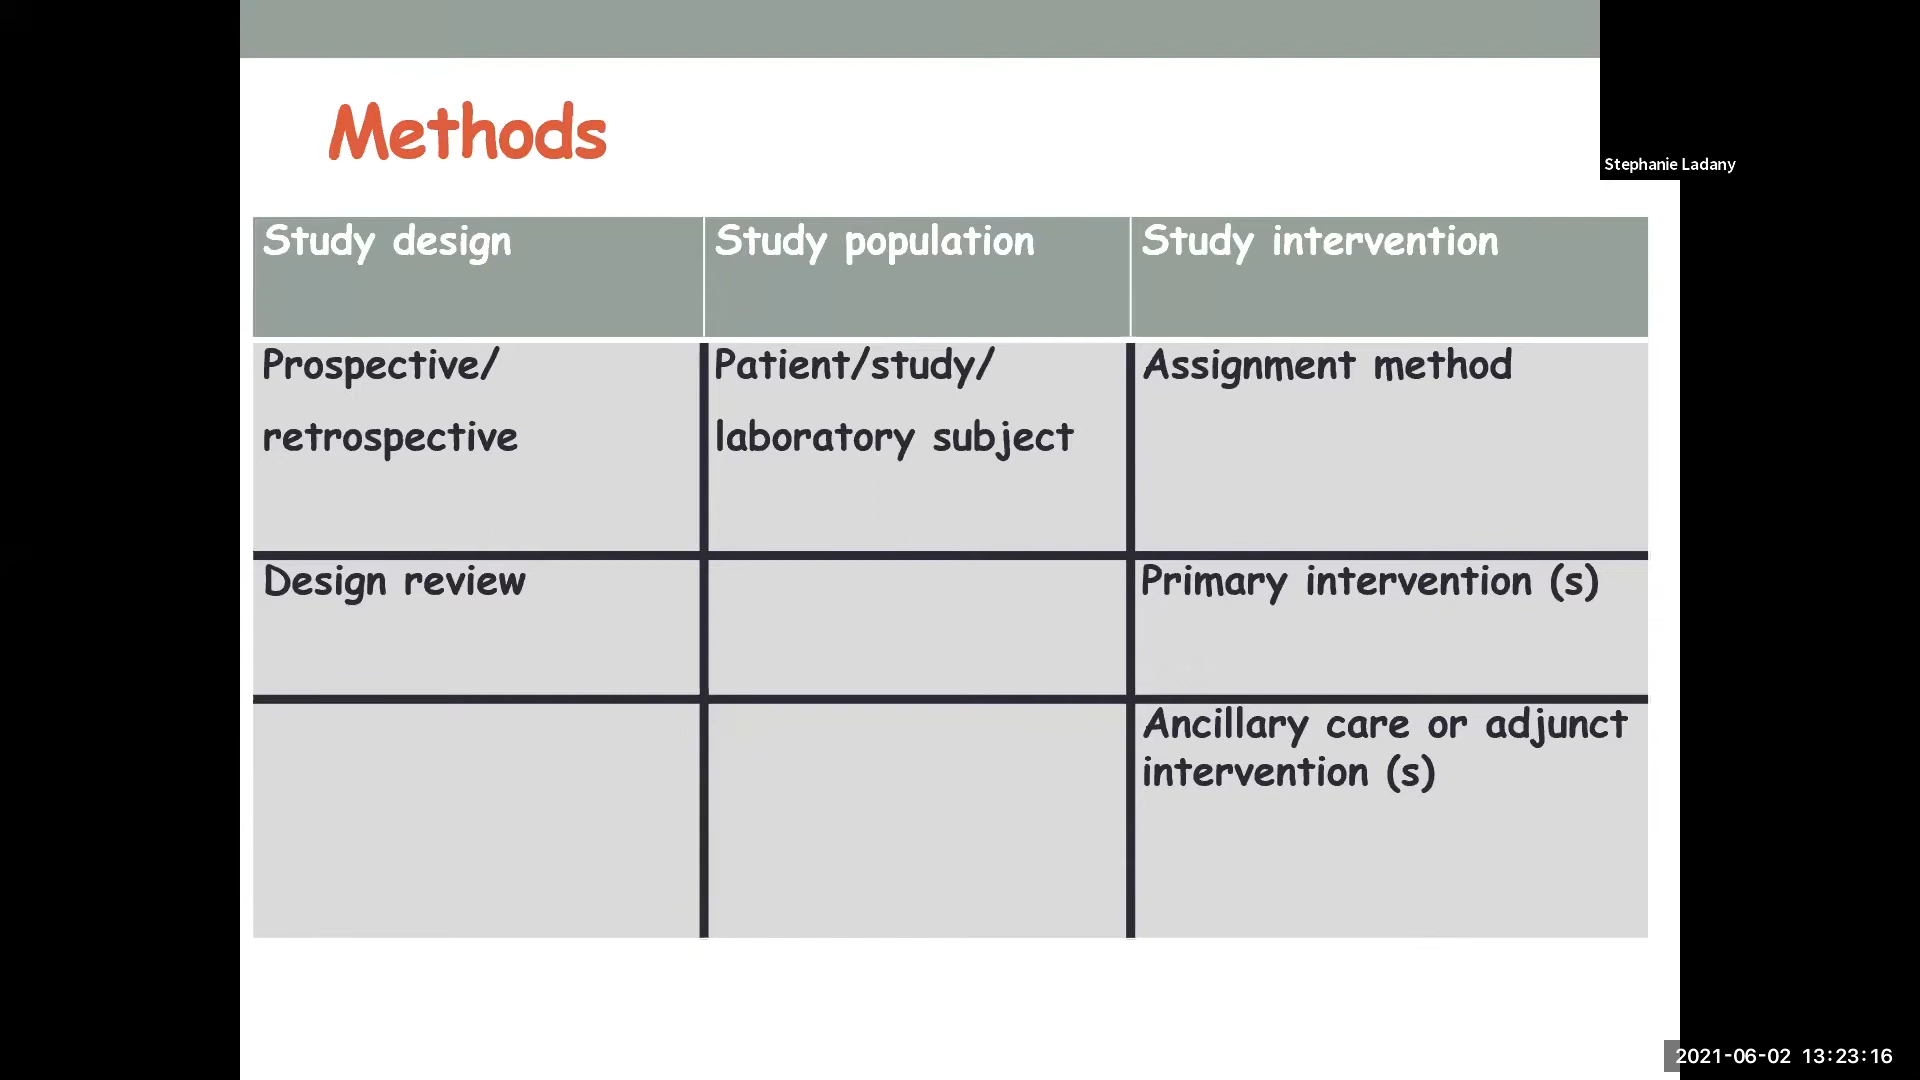 Methods
Stephanie Ladany
Study design
Study population
Study intervention
Prospective/
retrospective
Patient/study/
laboratory subject
Assignment method
Design review
Primary intervention (s)
Ancillary care or adjunct
intervention (s)
2021-06-02 13:23:16